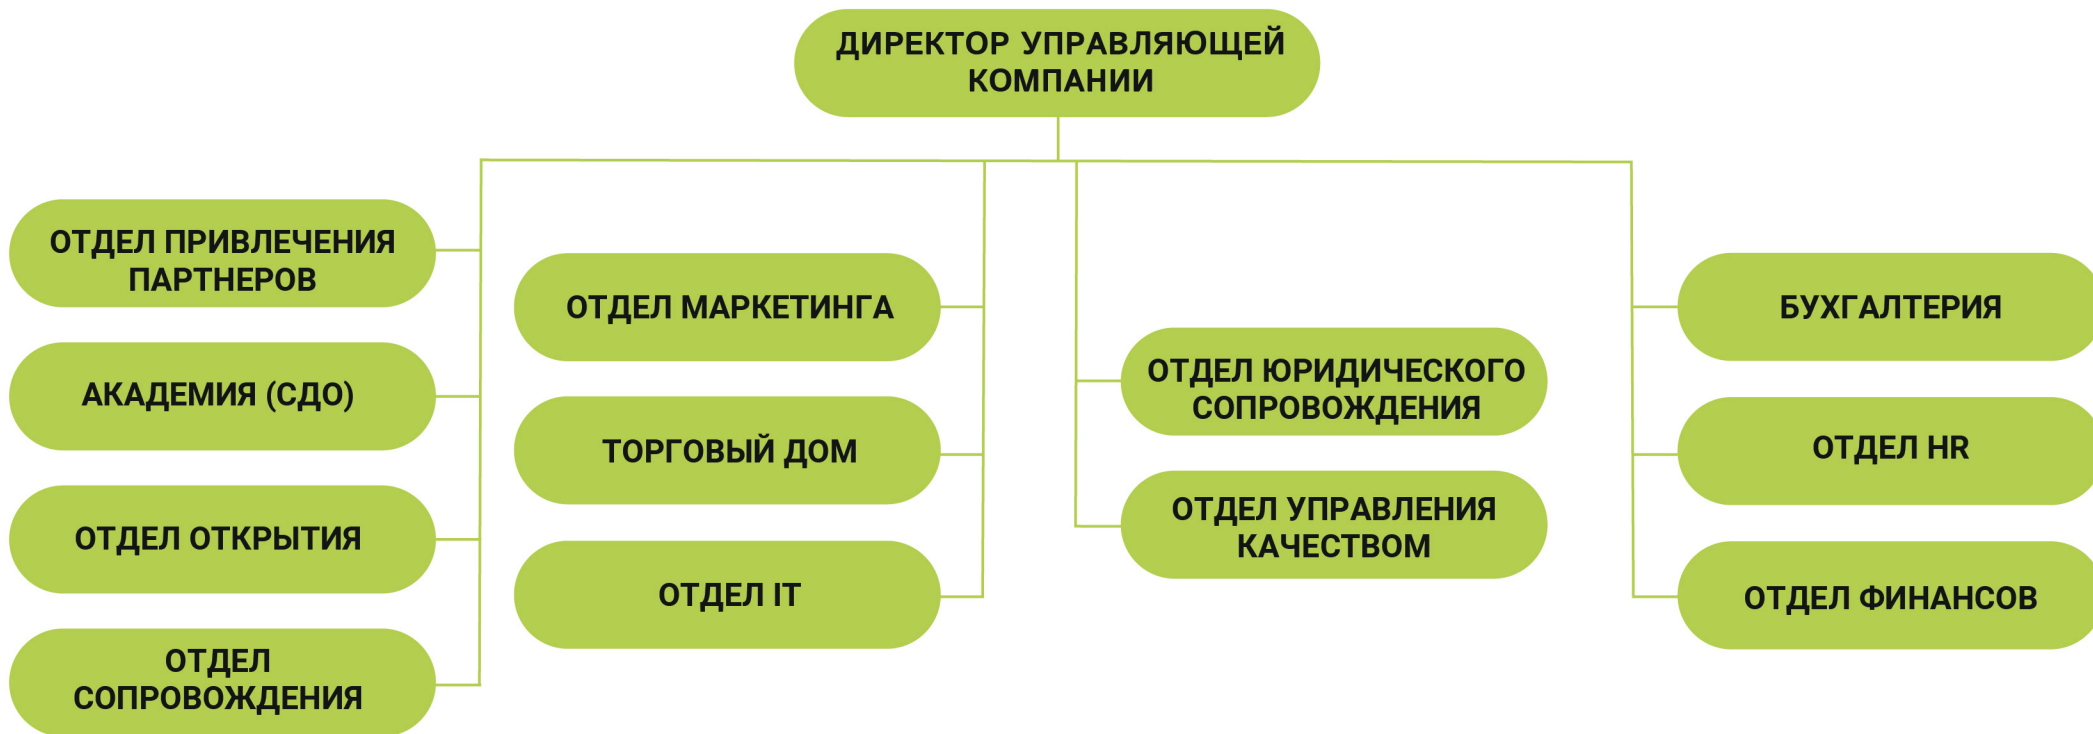 ДИРЕКТОР УПРАВЛЯЮЩЕЙ
КОМПАНИИ
ОТДЕЛ ПРИВЛЕЧЕНИЯ
ПАРТНЕРОВ
АКАДЕМИЯ (СДО)
ОТДЕЛ ОТКРЫТИЯ
ОТДЕЛ
СОПРОВОЖДЕНИЯ
ОТДЕЛ МАРКЕТИНГА
ТОРГОВЫЙ ДОМ
ОТДЕЛ IT
ОТДЕЛ ЮРИДИЧЕСКОГО
СОПРОВОЖДЕНИЯ
ОТДЕЛ УПРАВЛЕНИЯ
КАЧЕСТВОМ
БУХГАЛТЕРИЯ
ОТДЕЛ HR
ОТДЕЛ ФИНАНСОВ